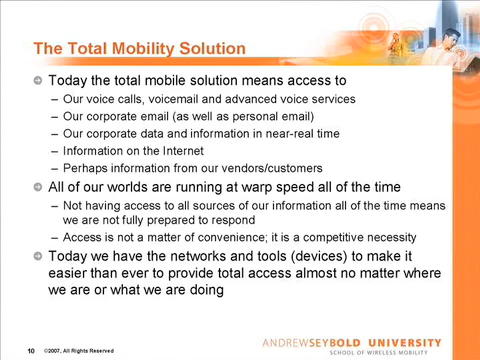 The Total Mobility Solution
Today the total mobile solution means access to
– Our voice calls, voicemail and advanced voice services
– Our corporate email (as well as personal email)
– Our corporate data and information in near-real time
– Information on the Internet
– Perhaps information from our vendors/customers
All of our worlds are running at warp speed all of the time
– Not having access to all sources of our information all of the time means
we are not fully prepared to respond
– Access is not a matter of convenience; it is a competitive necessity
Today we have the networks and tools (devices) to make it
easier than ever to provide total access almost no matter where
we are or what we are doing
10 ©2007, All Rights Reserved
ANDREWSEYBOLD UNIVERSITY
SCHOOL OF WIRELESS MOBILITY